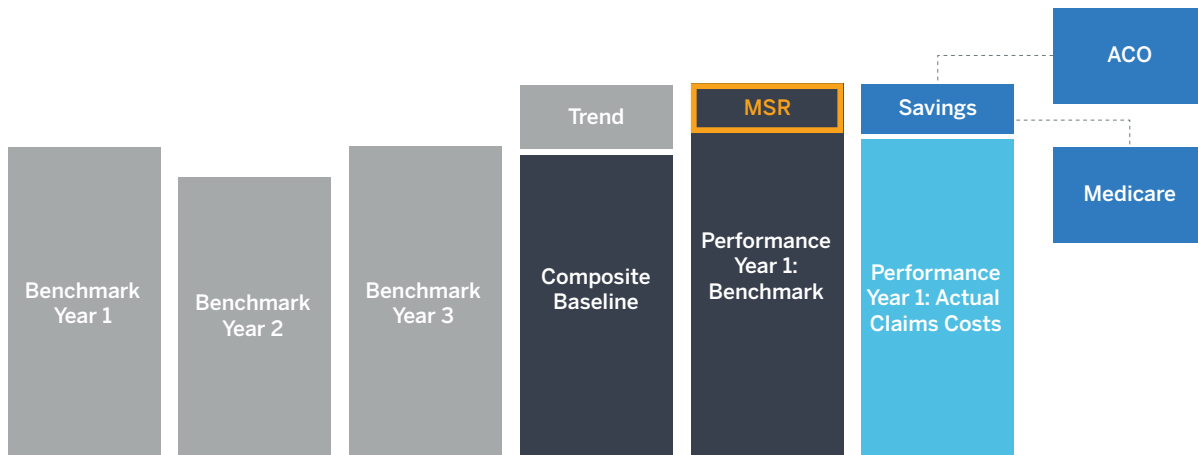 Benchmark
Year 1
Benchmark
Year 2
Benchmark
Year 3
Trend
Composite
Baseline
MSR
Performance
Year 1:
Benchmark
Savings
Performance
Year 1: Actual
Claims Costs
ACO
Medicare